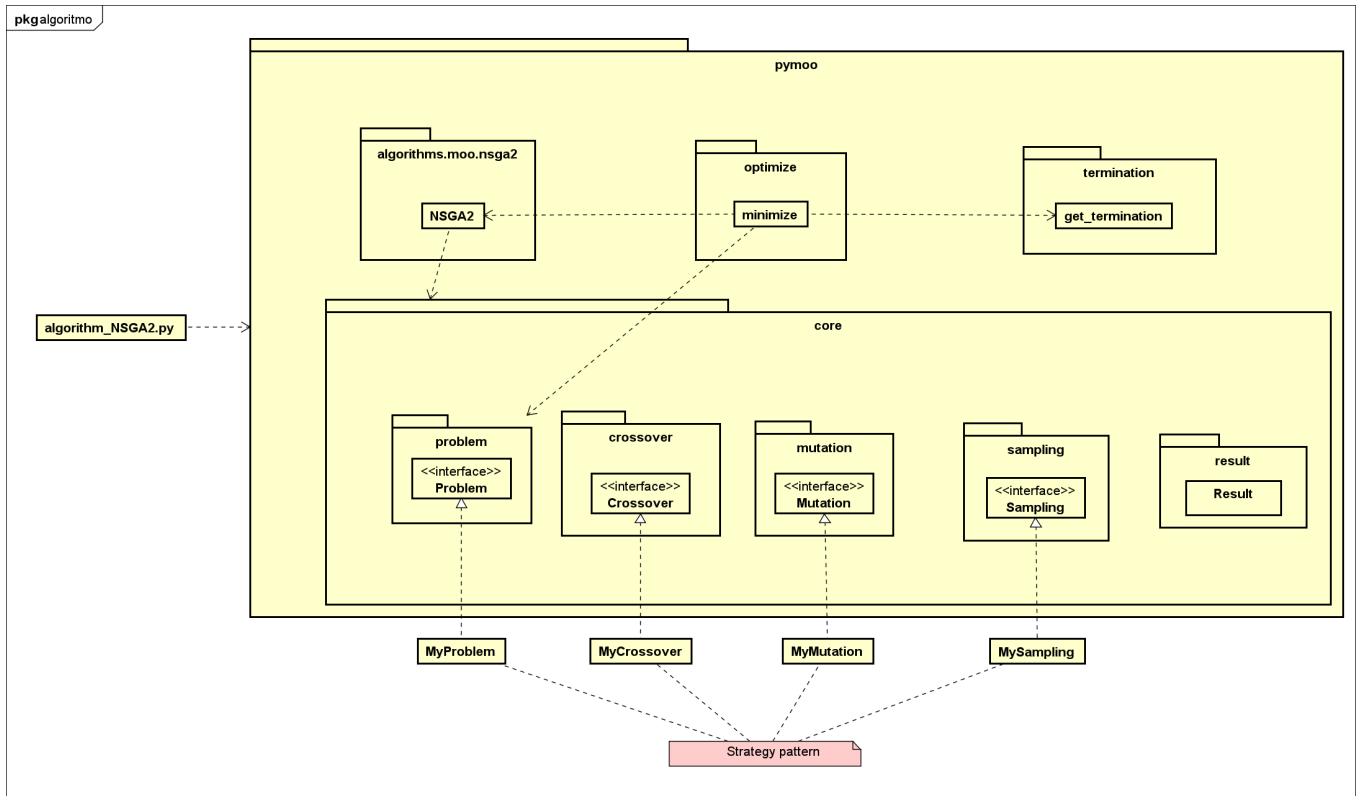 pkg algoritmo
pymoo
algorithms.moo.nsga2
NSGA2
optimize
minimize
termination
get_termination
algorithm_NSGA2.py
core
problem
<<interface>>
Problem
crossover
<<interface>>
Crossover
mutation
<<interface>>
Mutation
sampling
<<interface>>
Sampling
result
Result
MyProblem
MyCrossover
MyMutation
MySampling
Strategy pattern